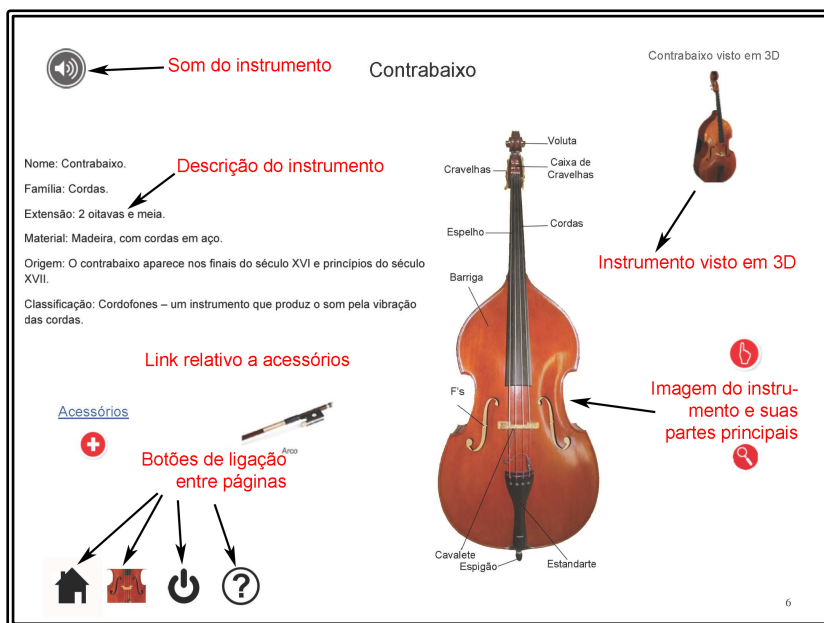 Som do instrumento
Contrabaixo
Contrabaixo visto em 3D
Nome: Contrabaixo.
Família: Cordas.
Extensão: 2 oitavas e meia.
Material: Madeira, com cordas em aço.
Origem: O contrabaixo aparece nos finais do século XVI e princípios do século
XVII.
Classificação: Cordofones – um instrumento que produz o som pela vibração
das cordas.
Descrição do instrumento
Voluta
Cravelhas
Caixa de
Cravelhas
Cordas
Espelho
Barriga
F's
Cavalete
Espigão
Estandarte
Instrumento visto em 3D
Imagem do instru-
mento e suas
partes principais
Link relativo a acessórios
Acessórios
Arco
Botões de ligação
entre páginas
?
6